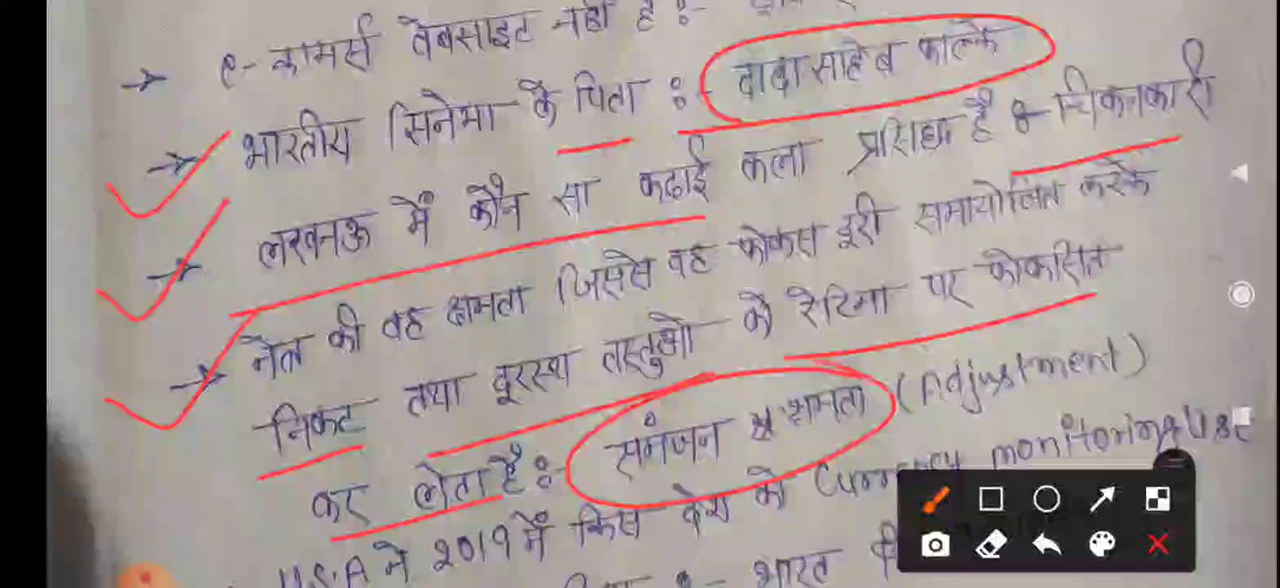 → e-कामर्स वेबसाइट नहीं है :-
→ भारतीय सिनेमा के पिता :- दादा साहेब फाल्के
→ लखनऊ में कौन सा कढाई कला प्रसिद्ध है :- चिकनकारी
→ नेत्र की वह क्षमता जिससे वह फोकस दूरी समायोजित करके
निकट तथा दूरस्थ वस्तुओ को रेटिना पर फोकसित
कर लेता है :- समंजन क्षमता (Adjustment)
U.S.A ने 2019 में किस देश को Currency monitoring List
:- भारत